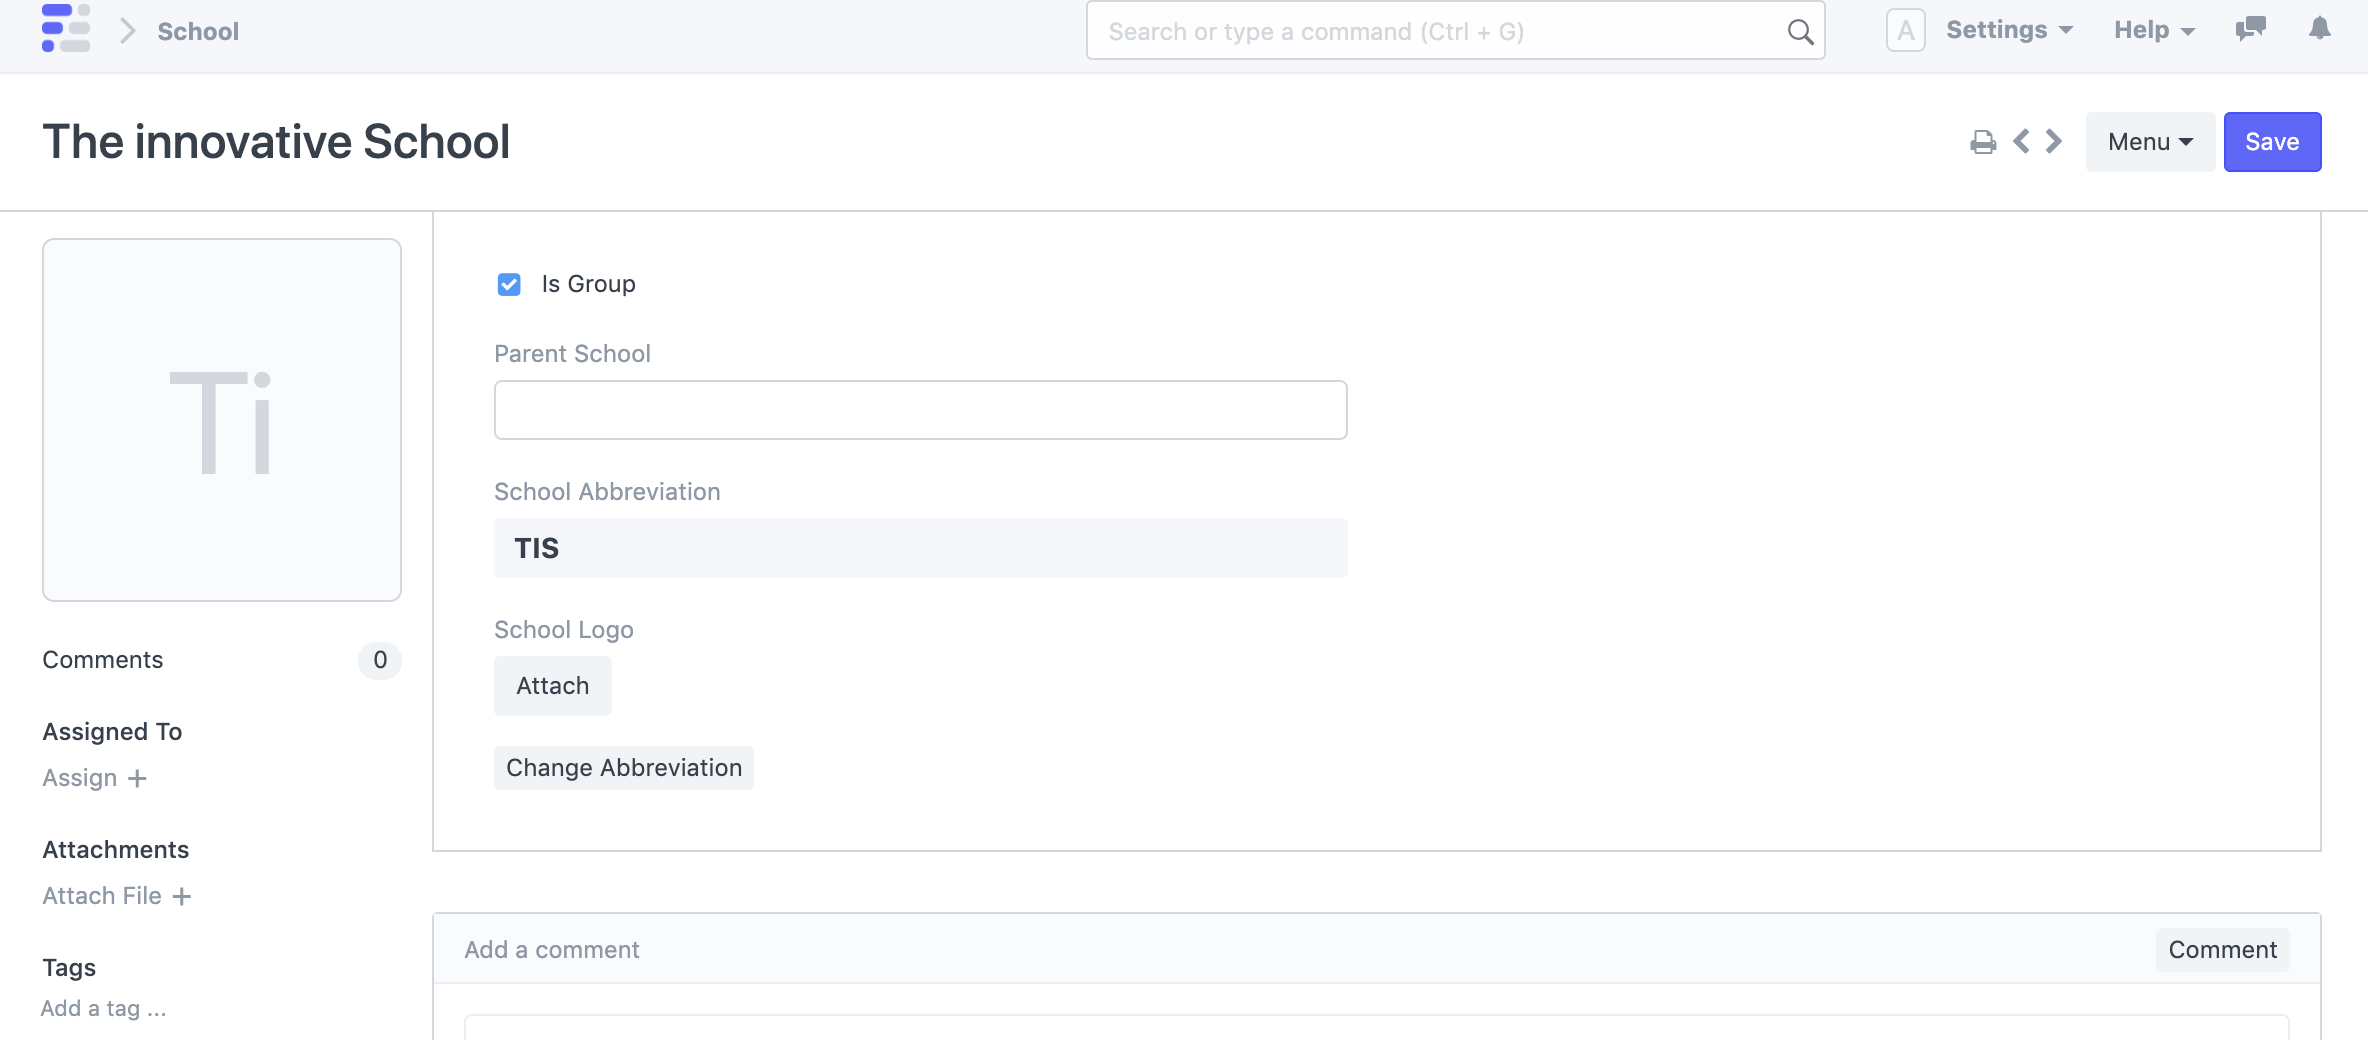 School
Search or type a command (Ctrl + G)
A
Settings
Help
The innovative School
Menu
Save
Ti
Comments
0
Assigned To
Assign +
Attachments
Attach File +
Tags
Add a tag ...
Is Group
Parent School
School Abbreviation
TIS
School Logo
Attach
Change Abbreviation
Add a comment
Comment